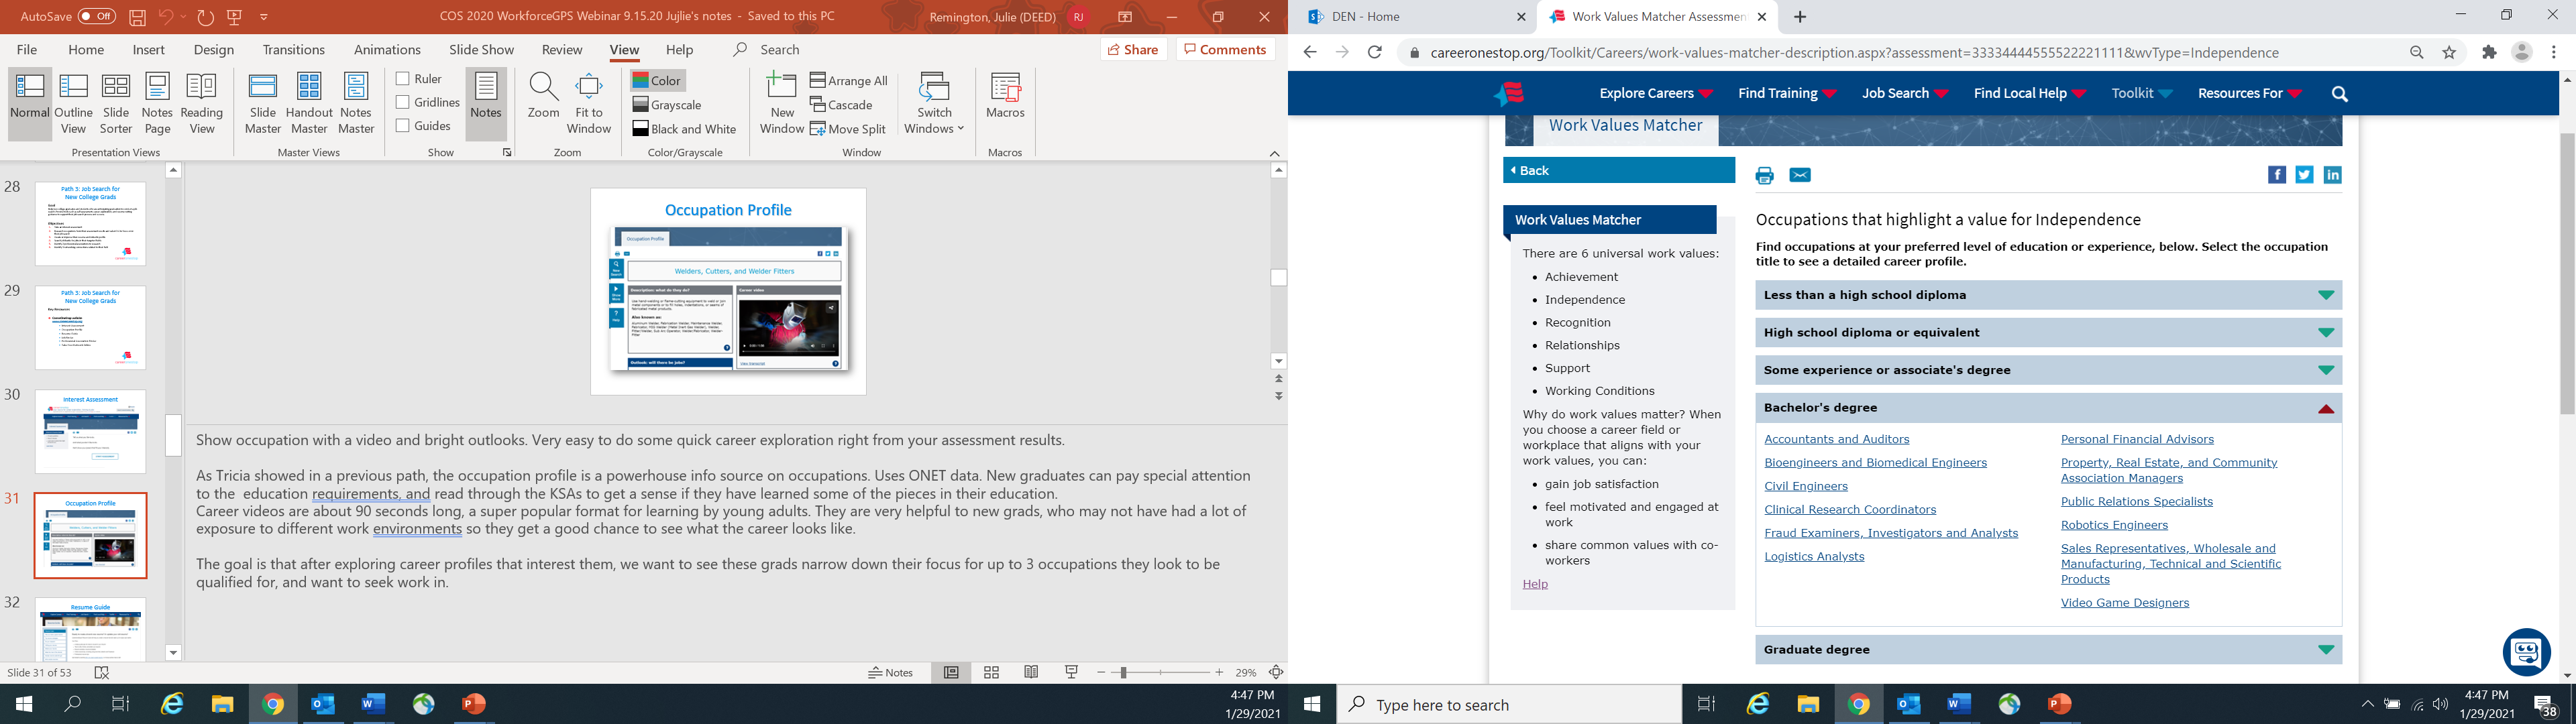 AutoSave Off
COS 2020 WorkforceGPS Webinar 9.15.20 Jujlie's notes - Saved to this PC
Remington, Julie (DEED) RJ
File Home Insert Design Transitions Animations Slide Show Review View Help Search
Share Comments
Normal Outline View Slide Sorter Notes Page Reading View
Presentation Views
Slide Master Handout Master Notes Master
Master Views
Ruler
Gridlines
Guides
Notes
Show
Zoom Fit to Window
Zoom
Color
Grayscale
Black and White
Color/Grayscale
New Window
Arrange All
Cascade
Move Split
Switch Windows
Window
Macros
Macros
28
Path 3: Job Search for
New College Grads
29
Path 3: Job Search for
New College Grads
30
Interest Assessment
31
Occupation Profile
32
Resume Guide
Occupation Profile
Occupation Profile
Welders, Cutters, and Welder Fitters
Description: what do they do?
Career video
Also known as:
Outlook: will there be jobs?
Show occupation with a video and bright outlooks. Very easy to do some quick career exploration right from your assessment results.
As Tricia showed in a previous path, the occupation profile is a powerhouse info source on occupations. Uses ONET data. New graduates can pay special attention
to the education requirements, and read through the KSAs to get a sense if they have learned some of the pieces in their education.
Career videos are about 90 seconds long, a super popular format for learning by young adults. They are very helpful to new grads, who may not have had a lot of
exposure to different work environments so they get a good chance to see what the career looks like.
The goal is that after exploring career profiles that interest them, we want to see these grads narrow down their focus for up to 3 occupations they look to be
qualified for, and want to seek work in.
Slide 31 of 53
Notes
29%
4:47 PM
1/29/2021
DEN - Home
Work Values Matcher Assessmen
careeronestop.org/Toolkit/Careers/work-values-matcher-description.aspx?assessment=33334444555522221111&wvType=Independence
Explore Careers Find Training Job Search Find Local Help Toolkit Resources For
Work Values Matcher
Back
Work Values Matcher
There are 6 universal work values:
Achievement
Independence
Recognition
Relationships
Support
Working Conditions
Why do work values matter? When
you choose a career field or
workplace that aligns with your
work values, you can:
gain job satisfaction
feel motivated and engaged at
work
share common values with co-
workers
Help
Occupations that highlight a value for Independence
Find occupations at your preferred level of education or experience, below. Select the occupation
title to see a detailed career profile.
Less than a high school diploma
High school diploma or equivalent
Some experience or associate's degree
Bachelor's degree
Accountants and Auditors
Bioengineers and Biomedical Engineers
Civil Engineers
Clinical Research Coordinators
Fraud Examiners, Investigators and Analysts
Logistics Analysts
Personal Financial Advisors
Property, Real Estate, and Community
Association Managers
Public Relations Specialists
Robotics Engineers
Sales Representatives, Wholesale and
Manufacturing, Technical and Scientific
Products
Video Game Designers
Graduate degree
Type here to search
4:47 PM
1/29/2021
38